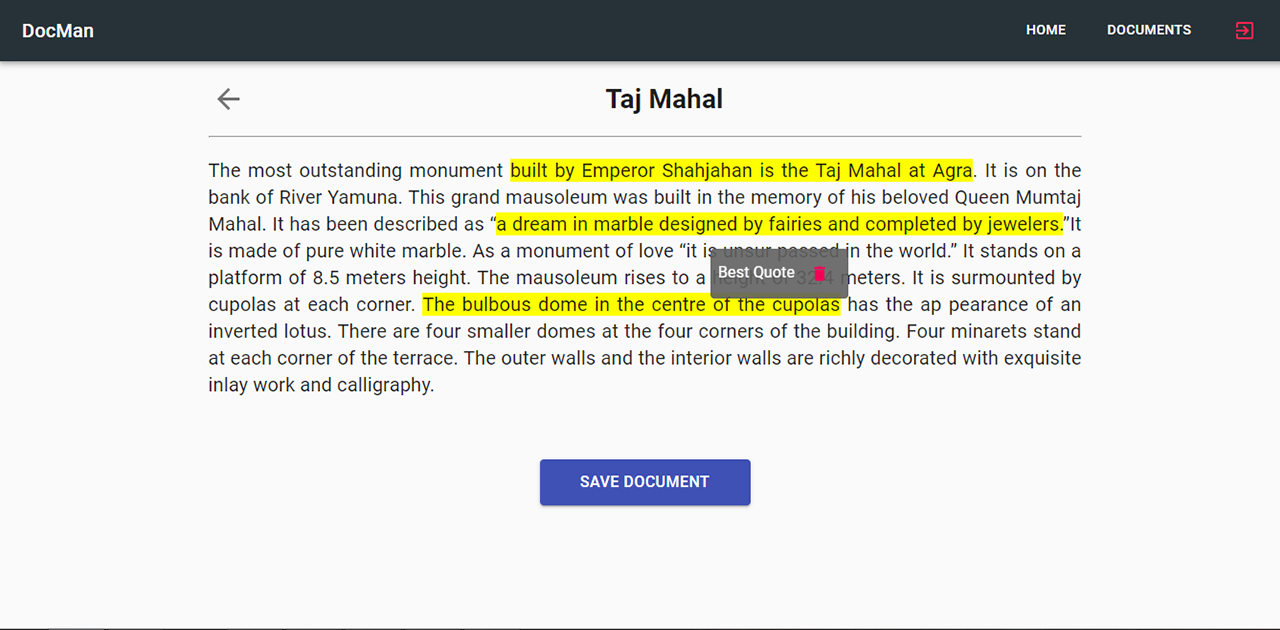 DocMan
HOME DOCUMENTS
Taj Mahal
The most outstanding monument built by Emperor Shahjahan is the Taj Mahal at Agra. It is on the
bank of River Yamuna. This grand mausoleum was built in the memory of his beloved Queen Mumtaj
Mahal. It has been described as “a dream in marble designed by fairies and completed by jewelers.”It
is made of pure white marble. As a monument of love “it is unsur passed in the world.” It stands on a
platform of 8.5 meters height. The mausoleum rises to a height of 32.4 meters. It is surmounted by
Best Quote
cupolas at each corner. The bulbous dome in the centre of the cupolas has the ap pearance of an
inverted lotus. There are four smaller domes at the four corners of the building. Four minarets stand
at each corner of the terrace. The outer walls and the interior walls are richly decorated with exquisite
inlay work and calligraphy.
SAVE DOCUMENT